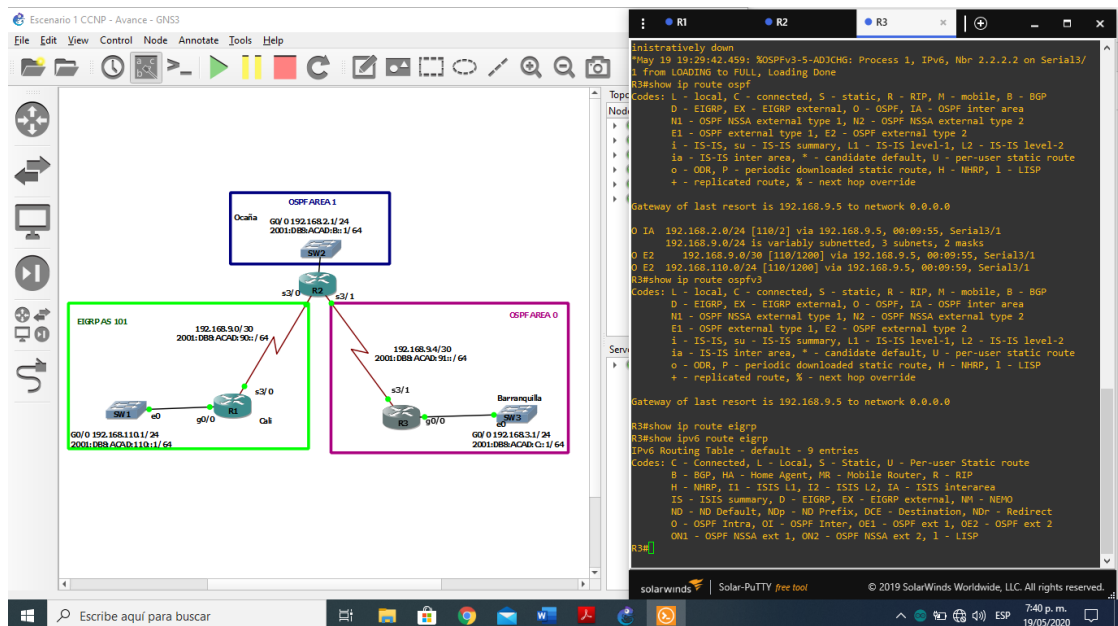 Escenario 1 CCNP - Avance - GNS3
File Edit View Control Node Annotate Tools Help
OSPF AREA 1
Ocaña
G0/ 0 192.168.2.1/ 24
2001:DB8:ACAD:B:: 1/ 64
SW2
R2
s3/0
s3/1
EIGRP AS 101
192.168.9.0/ 30
2001: DB8: ACAD: 90:: / 64
s3/0
R1
g0/0
Cali
SW1
e0
G0/0 192.168.110.1/ 24
2001:DB8:ACAD:110::1/ 64
OSPF AREA 0
192.168.9.4/30
2001:DB8:ACAD:91::/ 64
s3/1
R3
g0/0
Barranquilla
SW3
e0
G0/ 0 192.168.3.1/ 24
2001:DB8:ACAD:C:: 1/ 64
Topo
Node
Serve
R1
R2
R3
inistratively down
*May 19 19:29:42.459: %OSPFv3-5-ADJCHG: Process 1, IPv6, Nbr 2.2.2.2 on Serial3/
1 from LOADING to FULL, Loading Done
R3#show ip route ospf
Codes: L - local, C - connected, S - static, R - RIP, M - mobile, B - BGP
D - EIGRP, EX - EIGRP external, O - OSPF, IA - OSPF inter area
N1 - OSPF NSSA external type 1, N2 - OSPF NSSA external type 2
E1 - OSPF external type 1, E2 - OSPF external type 2
i - IS-IS, su - IS-IS summary, L1 - IS-IS level-1, L2 - IS-IS level-2
ia - IS-IS inter area, * - candidate default, U - per-user static route
o - ODR, P - periodic downloaded static route, H - NHRP, l - LISP
+ - replicated route, % - next hop override
Gateway of last resort is 192.168.9.5 to network 0.0.0.0
O IA 192.168.2.0/24 [110/2] via 192.168.9.5, 00:09:55, Serial3/1
192.168.9.0/24 is variably subnetted, 3 subnets, 2 masks
O E2 192.168.9.0/30 [110/1200] via 192.168.9.5, 00:09:55, Serial3/1
O E2 192.168.110.0/24 [110/1200] via 192.168.9.5, 00:09:59, Serial3/1
R3#show ip route ospfv3
Codes: L - local, C - connected, S - static, R - RIP, M - mobile, B - BGP
D - EIGRP, EX - EIGRP external, O - OSPF, IA - OSPF inter area
N1 - OSPF NSSA external type 1, N2 - OSPF NSSA external type 2
E1 - OSPF external type 1, E2 - OSPF external type 2
i - IS-IS, su - IS-IS summary, L1 - IS-IS level-1, L2 - IS-IS level-2
ia - IS-IS inter area, * - candidate default, U - per-user static route
o - ODR, P - periodic downloaded static route, H - NHRP, l - LISP
+ - replicated route, % - next hop override
Gateway of last resort is 192.168.9.5 to network 0.0.0.0
R3#show ip route eigrp
R3#show ipv6 route eigrp
IPv6 Routing Table - default - 9 entries
Codes: C - Connected, L - Local, S - Static, U - Per-user Static route
B - BGP, HA - Home Agent, MR - Mobile Router, R - RIP
H - NHRP, I1 - ISIS L1, I2 - ISIS L2, IA - ISIS interarea
IS - ISIS summary, D - EIGRP, EX - EIGRP external, NM - NEMO
ND - ND Default, NDp - ND Prefix, DCE - Destination, NDr - Redirect
O - OSPF Intra, OI - OSPF Inter, OE1 - OSPF ext 1, OE2 - OSPF ext 2
ON1 - OSPF NSSA ext 1, ON2 - OSPF NSSA ext 2, l - LISP
R3#
solarwinds
Solar-PuTTY free tool
© 2019 SolarWinds Worldwide, LLC. All rights reserved.
Escribe aquí para buscar
ESP
7:40 p. m.
19/05/2020